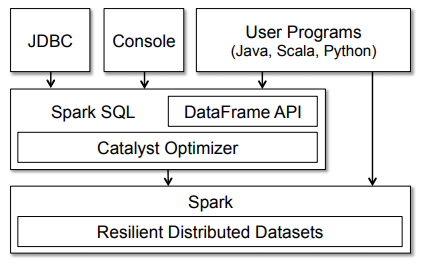 JDBC
Console
User Programs
(Java, Scala, Python)
Spark SQL
DataFrame API
Catalyst Optimizer
Spark
Resilient Distributed Datasets